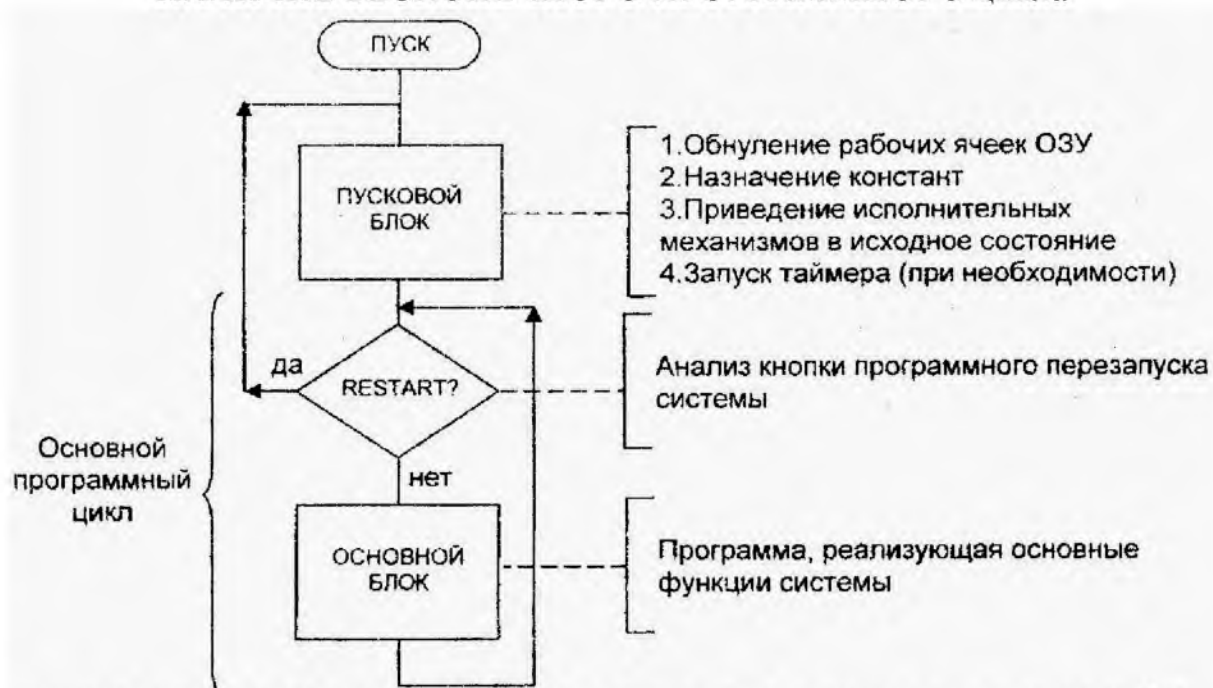 ПУСК
ПУСКОВОЙ
БЛОК
1.Обнуление рабочих ячеек ОЗУ
2.Назначение констант
3.Приведение исполнительных
механизмов в исходное состояние
4.Запуск таймера (при необходимости)
да
RESTART?
Анализ кнопки программного перезапуска
системы
Основной
программный
цикл
нет
ОСНОВНОЙ
БЛОК
Программа, реализующая основные
функции системы